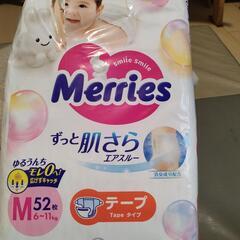 smile smile
Merries
ずっと肌さら
エアスルー
ゆるうんち
モレ0へ!
M 52枚
6~11kg
テープ
Tape タイプ